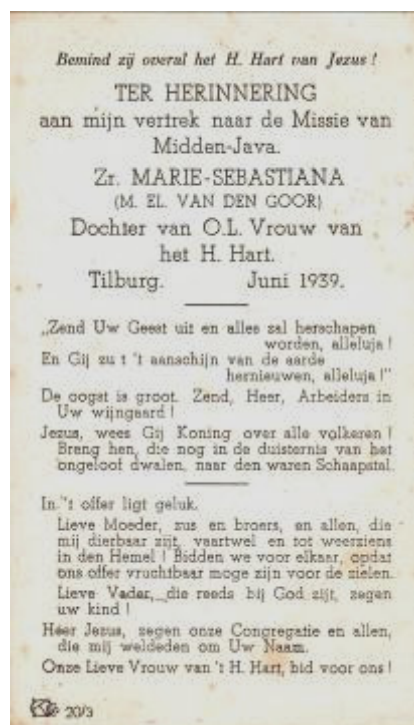 Bemind zij overal het H. Hart van Jezus !
TER HERINNERING
aan mijn vertrek naar de Missie van
Midden-Java.
Zr. MARIE-SEBASTIANA
(M. EL. VAN DEN GOOR)
Dochter van O.L. Vrouw van
het H. Hart.
Tilburg. Juni 1939.
„Zend Uw Geest uit en alles zal herschapen
worden, alleluja !
En Gij zu t 't aanschijn van de aarde
hernieuwen, alleluja !"
De oogst is groot. Zend, Heer, Arbeiders in
Uw wijngaard !
Jezus, wees Gij Koning over alle volkeren !
Breng hen, die nog in de duisternis van het
ongeloof dwalen, naar den waren Schaapstal.
In 't offer ligt geluk.
Lieve Moeder, zus en broers, en allen, die
mij dierbaar zijt, vaartwel en tot weerziens
in den Hemel ! Bidden we voor elkaar, opdat
ons offer vruchtbaar moge zijn voor de zielen.
Lieve Vader, die reeds bij God zijt, zegen
uw kind !
Heer Jezus, zegen onze Congregatie en allen,
die mij weldeden om Uw Naam.
Onze Lieve Vrouw van 't H. Hart, bid voor ons !
20/3